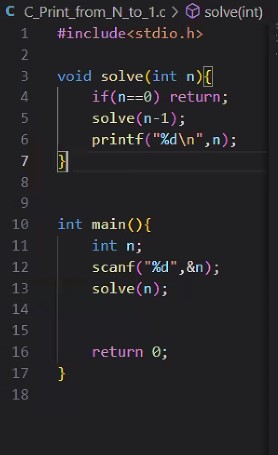 C C_Print_from_N_to_1.c > solve(int)
1 #include<stdio.h>
2
3 void solve(int n){
4 if(n==0) return;
5 solve(n-1);
6 printf("%d\n",n);
7 }
8
9
10 int main(){
11 int n;
12 scanf("%d",&n);
13 solve(n);
14
15
16 return 0;
17 }
18